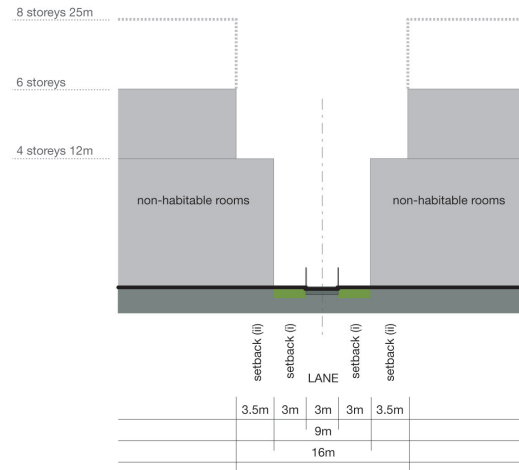 8 storeys 25m
6 storeys
4 storeys 12m
non-habitable rooms
non-habitable rooms
setback (ii)
setback (i)
setback (i)
setback (ii)
LANE
3.5m 3m 3m 3m 3.5m
9m
16m